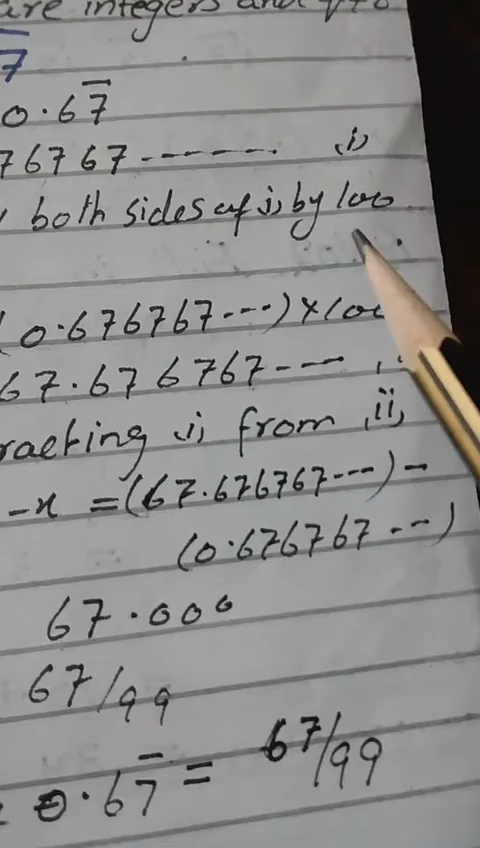 are integers and q≠0
7
0.67̅
76767------- (i)
both sides of (i) by 100
(0.676767---)×100
67.676767----
racting (i) from (ii)
-x = (67.676767---) -
(0.676767--)
67.000
67/99
0.67̅ = 67/99